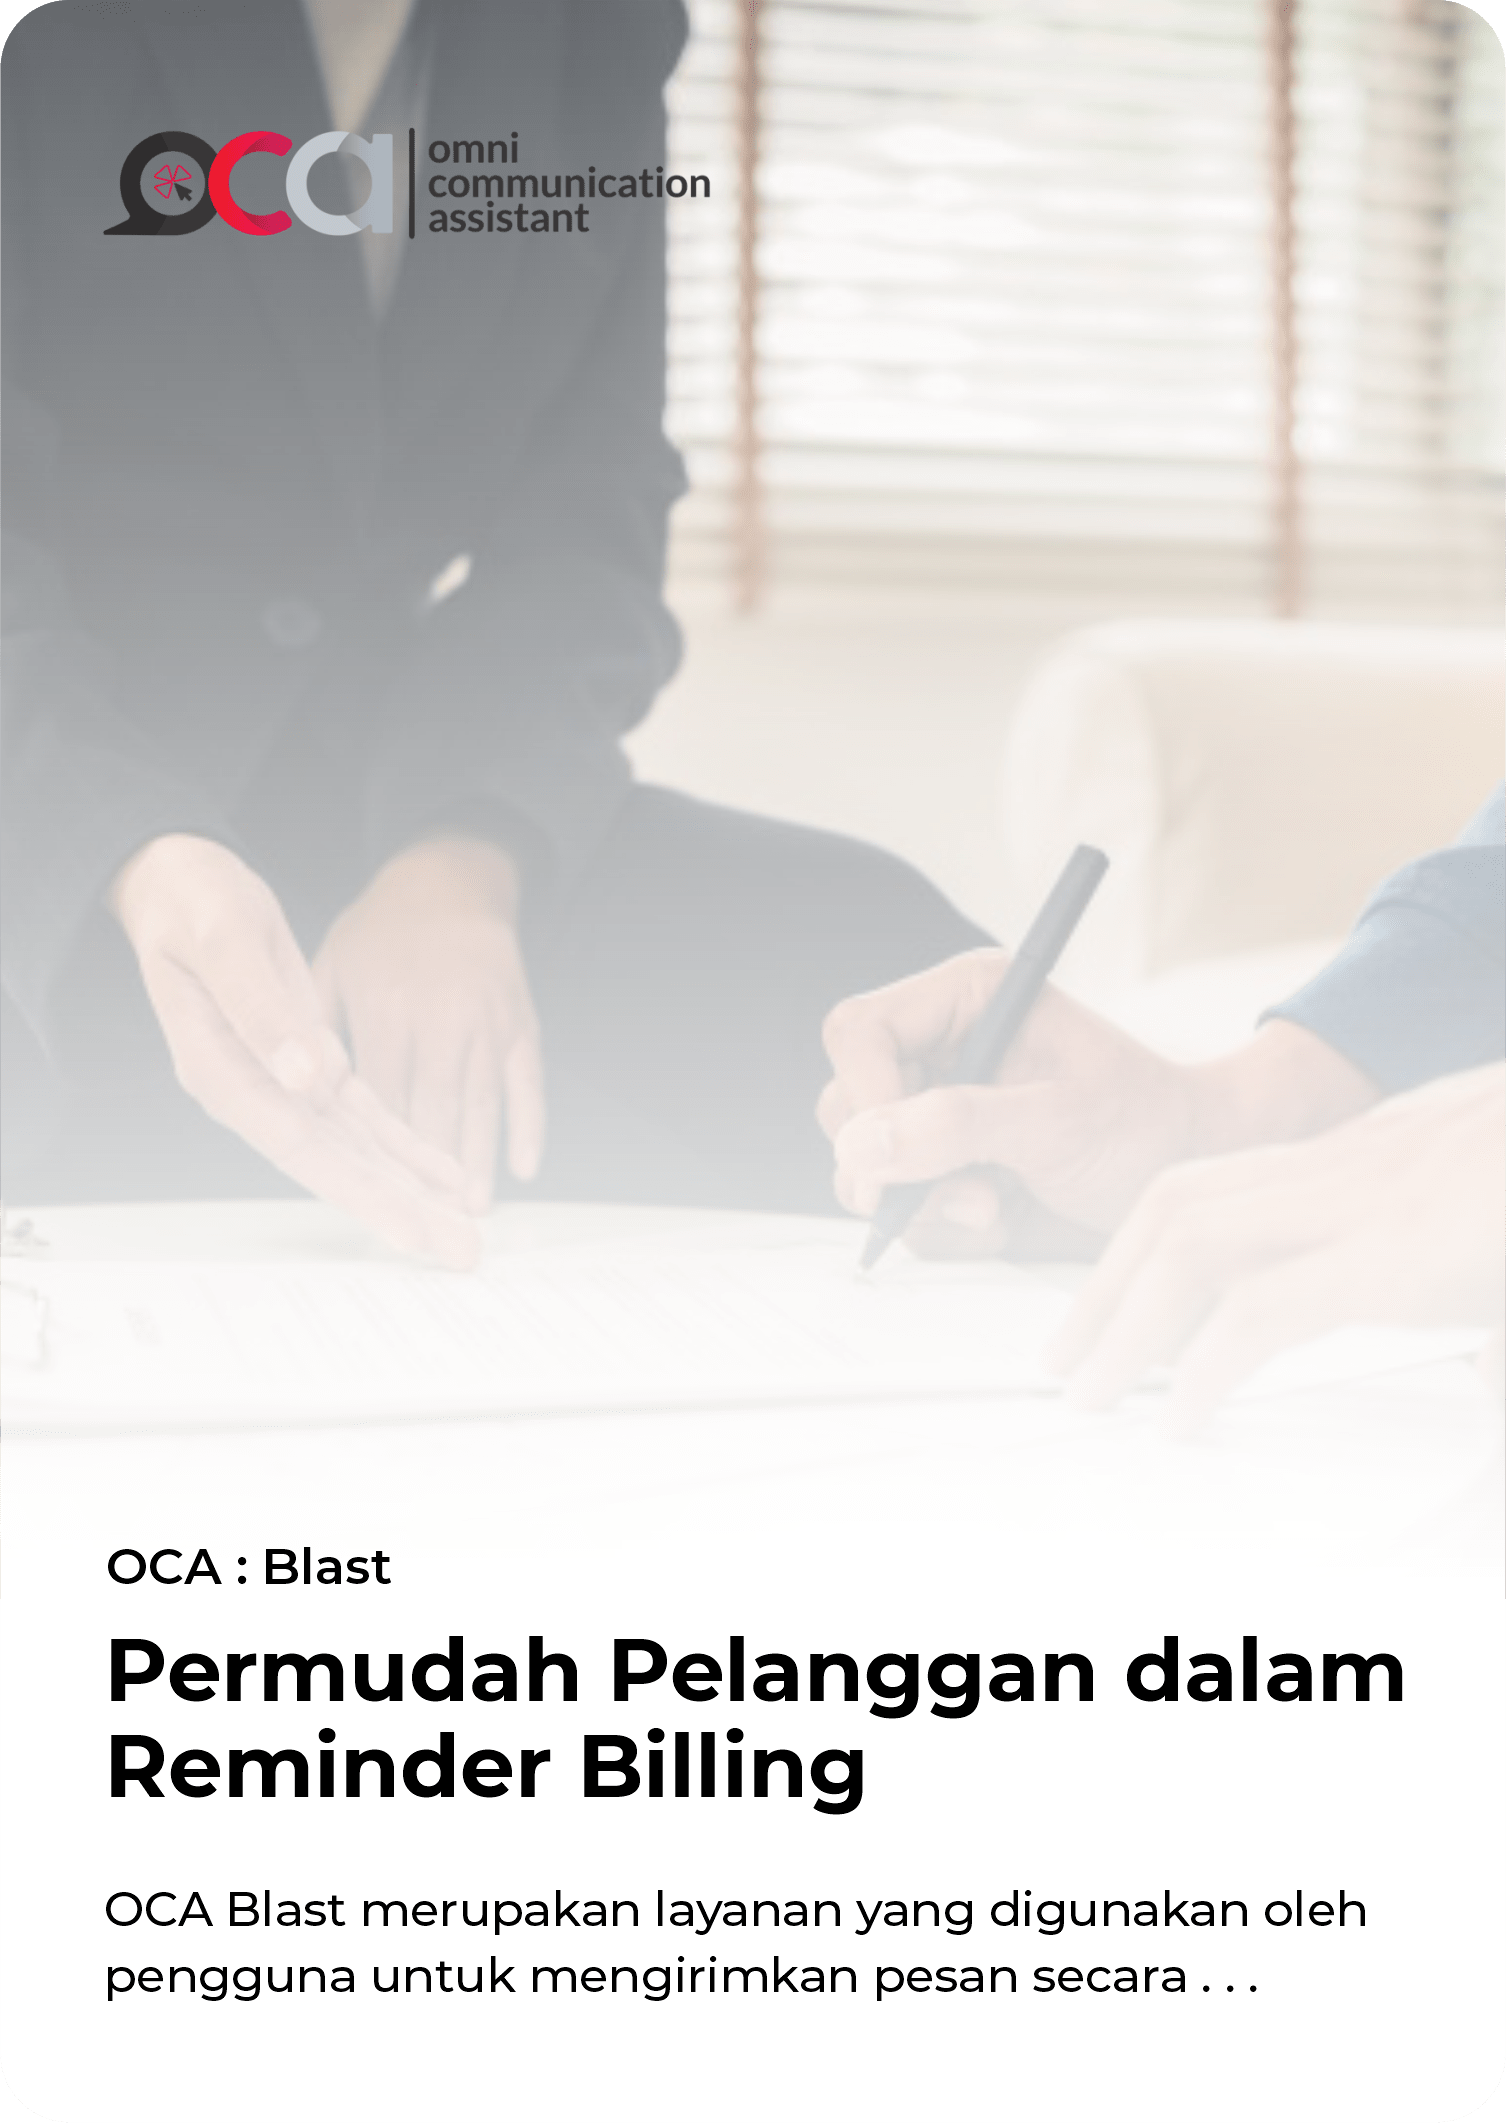 oca
omni
communication
assistant
OCA : Blast
Permudah Pelanggan dalam
Reminder Billing
OCA Blast merupakan layanan yang digunakan oleh
pengguna untuk mengirimkan pesan secara . . .